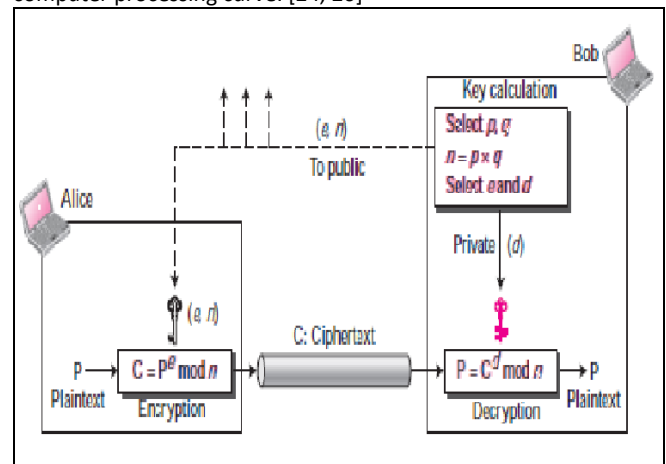 computer processing curve. [24, 26]
Bob
Key calculation
Select p, q
n = p × q
Select e and d
(e, n)
To public
Alice
Private (d)
(e, n)
C: Ciphertext
P
Plaintext
C = P^e mod n
Encryption
P = C^d mod n
Decryption
P
Plaintext